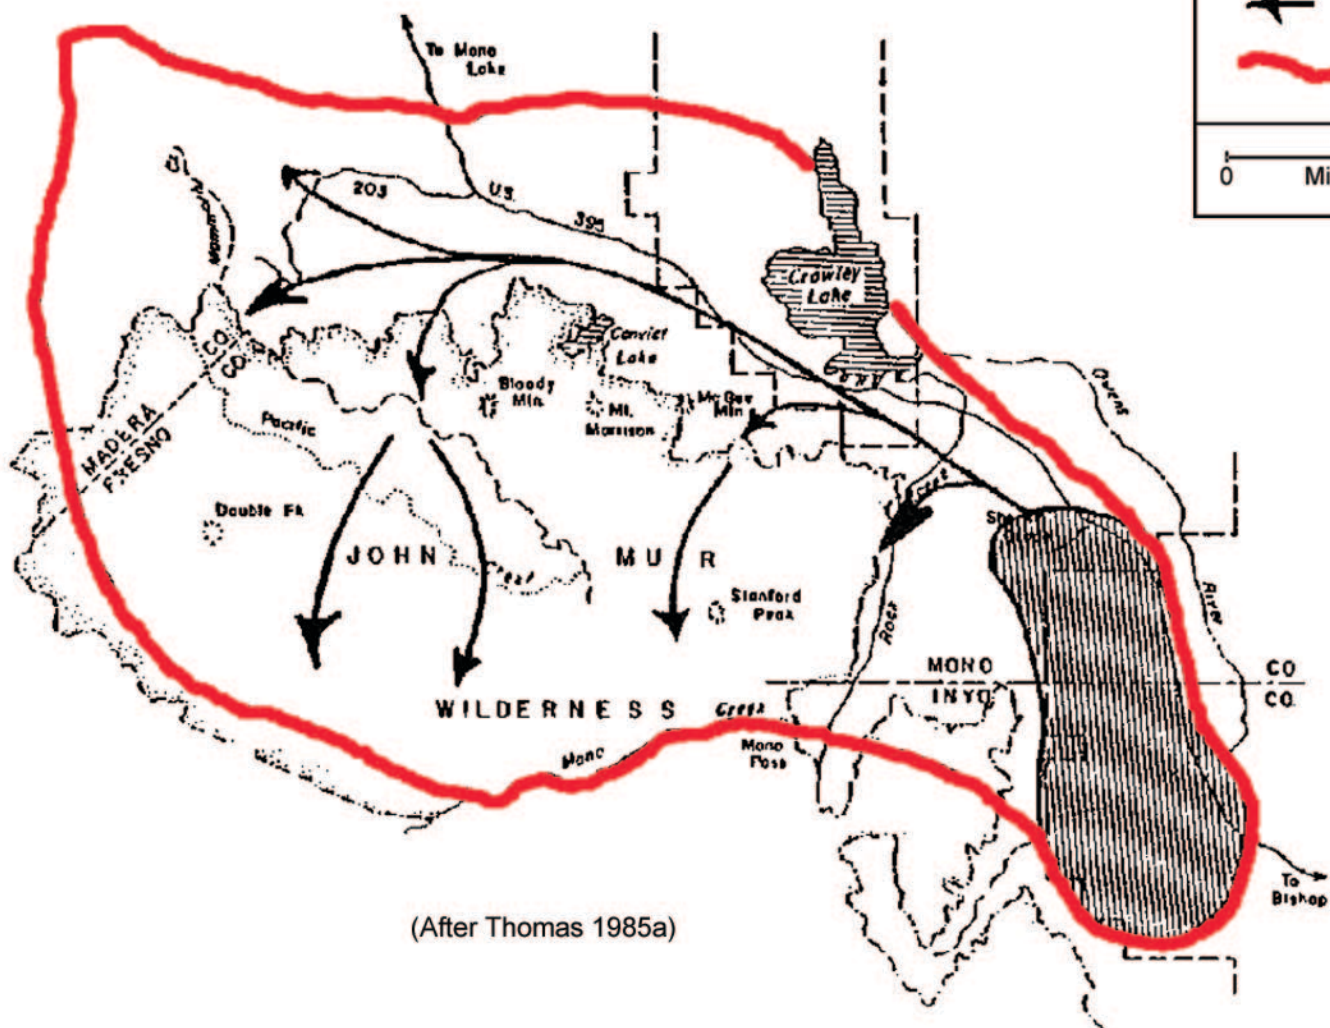 To Mono
Lake
0 Mi
203
U.S.
395
Mammoth
Crowley
Lake
Convict
Lake
CO.
CO.
MADERA
FRESNO
Pacific
Crest
Bloody
Mtn.
Mt.
Morrison
McGee
Mtn.
Owens
River
Double Pk.
JOHN MUIR
WILDERNESS
Stanford
Peak
Rock
Creek
MONO CO.
INYO CO.
Mono
Creek
Mono
Pass
To
Bishop
(After Thomas 1985a)